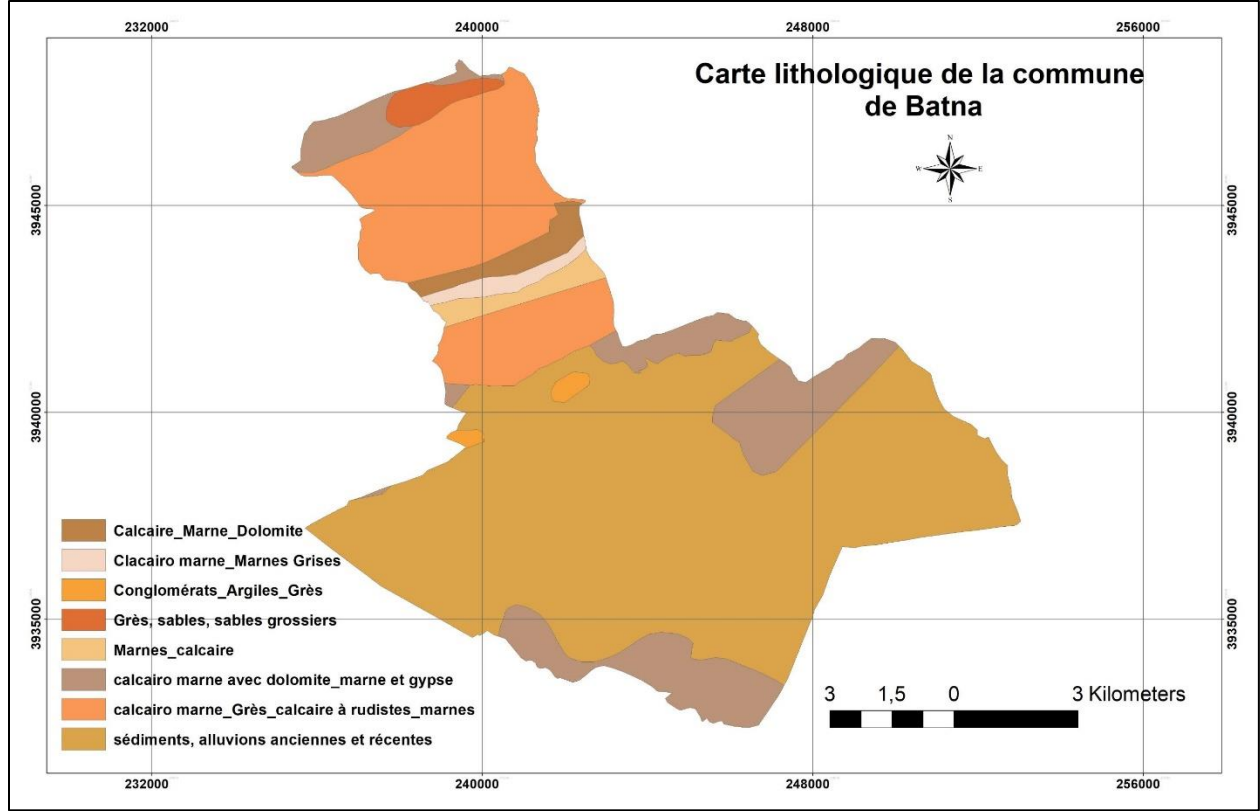 232000 240000 248000 256000
Carte lithologique de la commune
de Batna
N
W E
S
3945000 3945000
3940000 3940000
3935000 3935000
Calcaire_Marne_Dolomite
Clacairo marne_Marnes Grises
Conglomérats_Argiles_Grès
Grès, sables, sables grossiers
Marnes_calcaire
calcairo marne avec dolomite_marne et gypse
calcairo marne_Grès_calcaire à rudistes_marnes
sédiments, alluvions anciennes et récentes
3 1,5 0 3 Kilometers
232000 240000 248000 256000